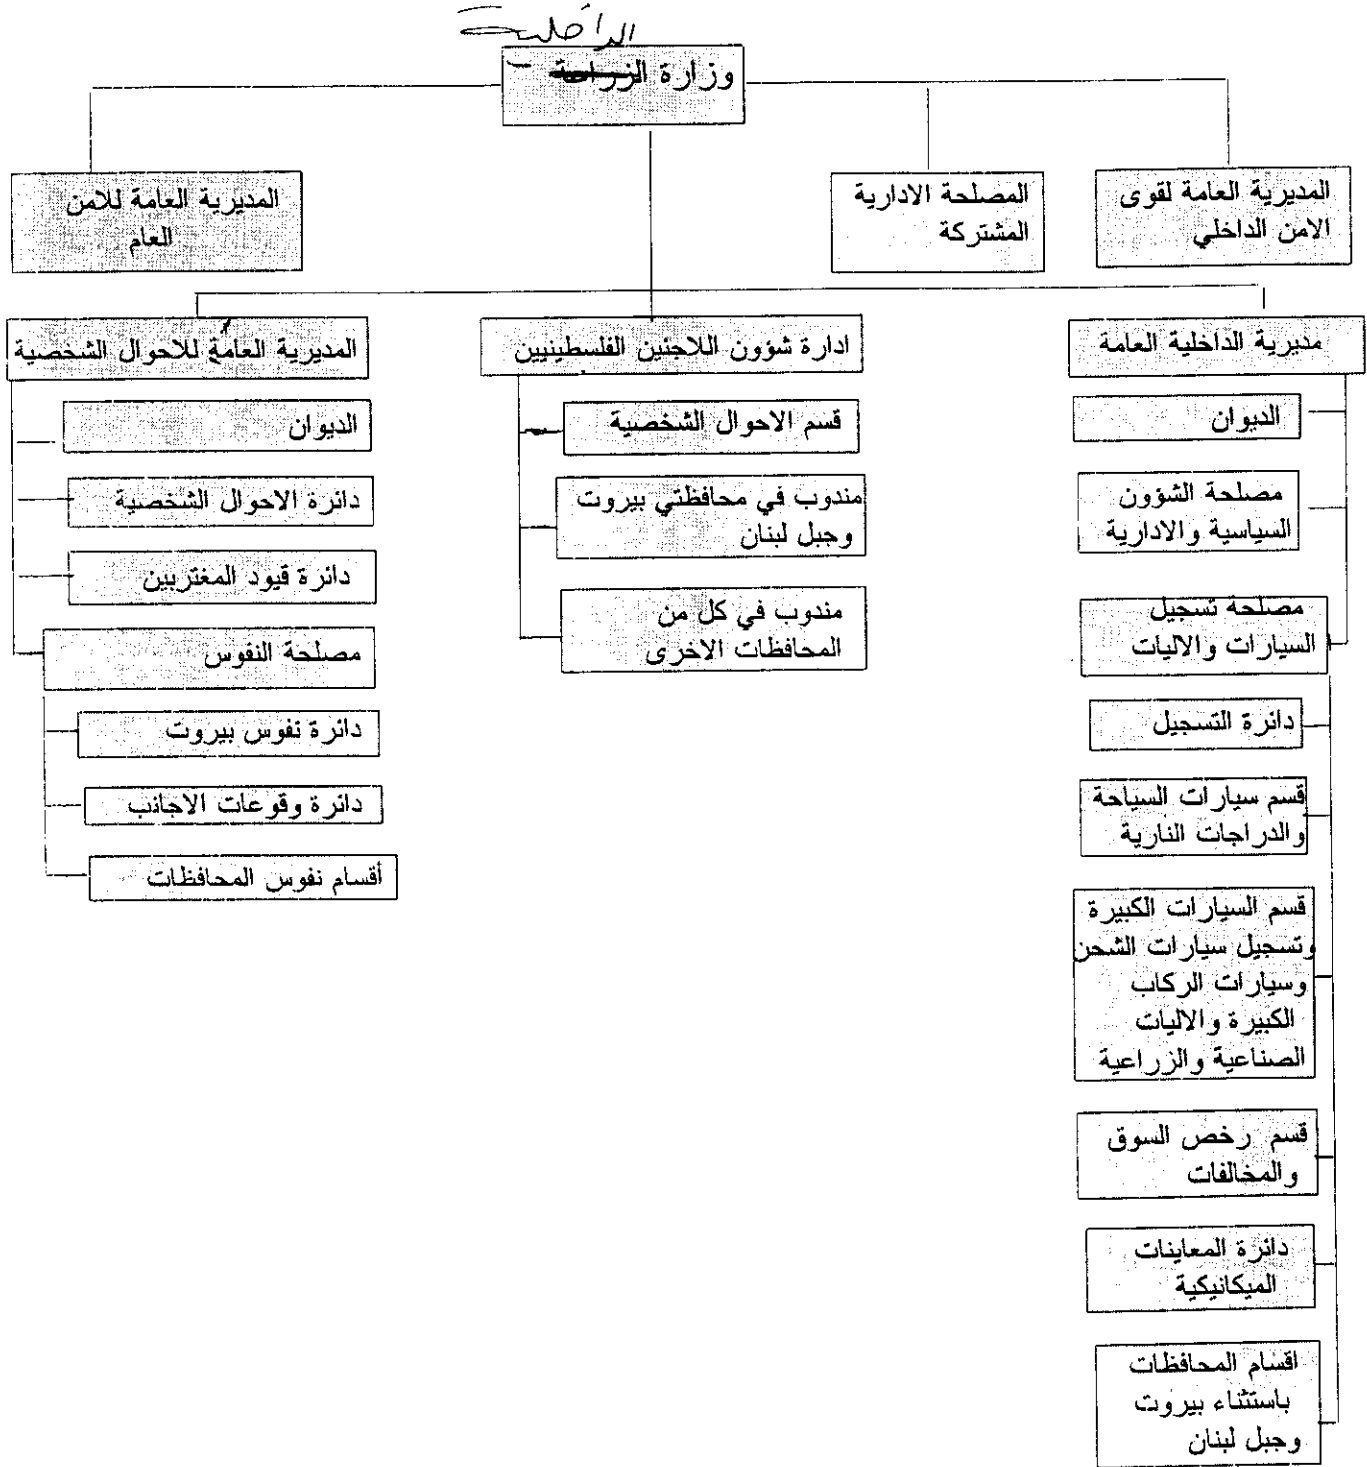 الداخلية
وزارة الزراعة
المديرية العامة لقوى
الامن الداخلي
المصلحة الادارية
المشتركة
المديرية العامة للامن
العام
مديرية الداخلية العامة
الديوان
مصلحة الشؤون
السياسية والادارية
مصلحة تسجيل
السيارات والاليات
دائرة التسجيل
قسم سيارات السياحة
والدراجات النارية
قسم السيارات الكبيرة
وتسجيل سيارات الشحن
وسيارات الركاب
الكبيرة والاليات
الصناعية والزراعية
قسم رخص السوق
والمخالفات
دائرة المعاينات
الميكانيكية
اقسام المحافظات
باستثناء بيروت
وجبل لبنان
ادارة شؤون اللاجئين الفلسطينيين
قسم الاحوال الشخصية
مندوب في محافظتي بيروت
وجبل لبنان
مندوب في كل من
المحافظات الاخرى
المديرية العامة للاحوال الشخصية
الديوان
دائرة الاحوال الشخصية
دائرة قيود المغتربين
مصلحة النفوس
دائرة نفوس بيروت
دائرة وقوعات الاجانب
أقسام نفوس المحافظات